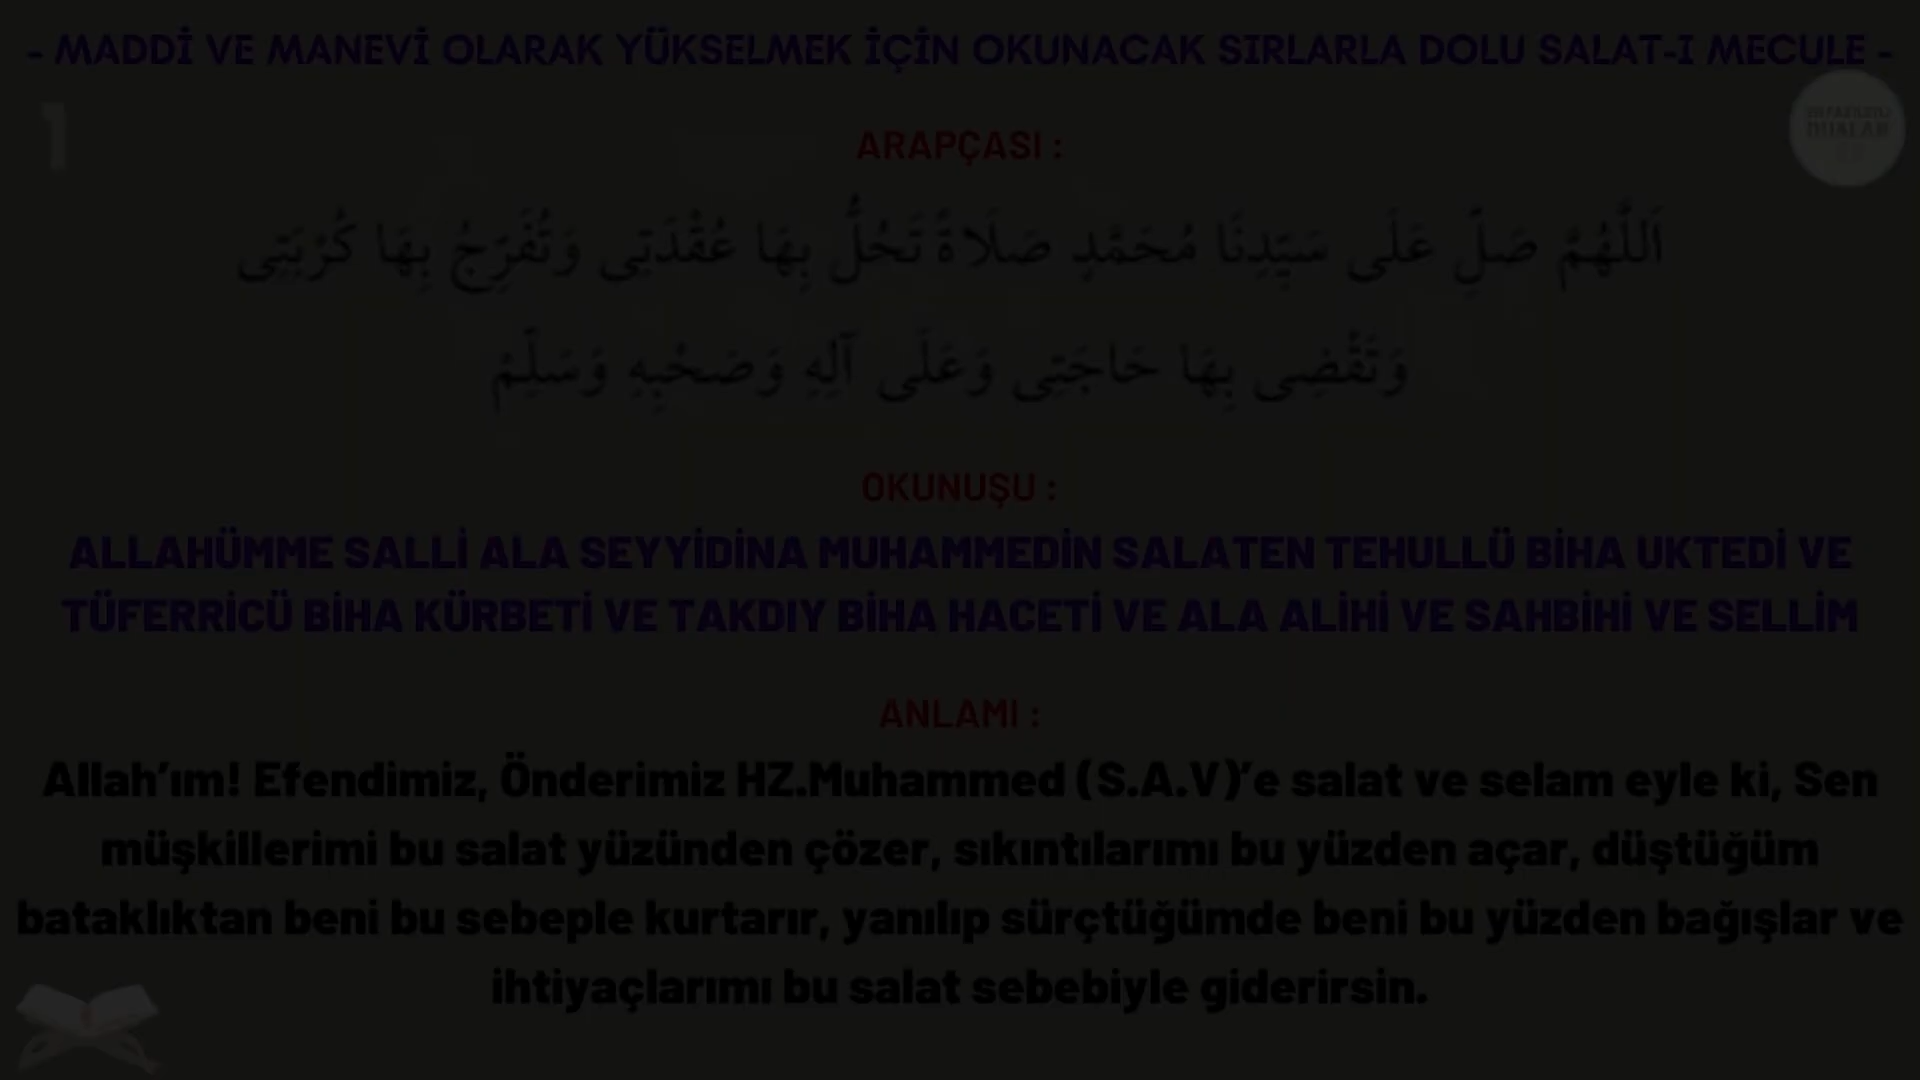 - MADDİ VE MANEVİ OLARAK YÜKSELMEK İÇİN OKUNACAK SIRLARLA DOLU SALAT-I MECULE -
1
DUALAR
ARAPÇASI :
اَللّٰهُمَّ صَلِّ عَلَى سَيِّدِنَا مُحَمَّدٍ صَلَاةً تَحُلُّ بِهَا عُقْدَتِى وَتُفَرِّجُ بِهَا كُرْبَتِى
وَتَقْضِى بِهَا حَاجَتِى وَعَلَى آلِهِ وَصَحْبِهِ وَسَلِّمْ
OKUNUŞU :
ALLAHÜMME SALLİ ALA SEYYİDİNA MUHAMMEDİN SALATEN TEHULLÜ BİHA UKTEDİ VE
TÜFERRİCÜ BİHA KÜRBETİ VE TAKDIY BİHA HACETİ VE ALA ALİHİ VE SAHBİHİ VE SELLİM
ANLAMI :
Allah’ım! Efendimiz, Önderimiz HZ.Muhammed (S.A.V)’e salat ve selam eyle ki, Sen
müşkillerimi bu salat yüzünden çözer, sıkıntılarımı bu yüzden açar, düştüğüm
bataklıktan beni bu sebeple kurtarır, yanılıp sürçtüğümde beni bu yüzden bağışlar ve
ihtiyaçlarımı bu salat sebebiyle giderirsin.